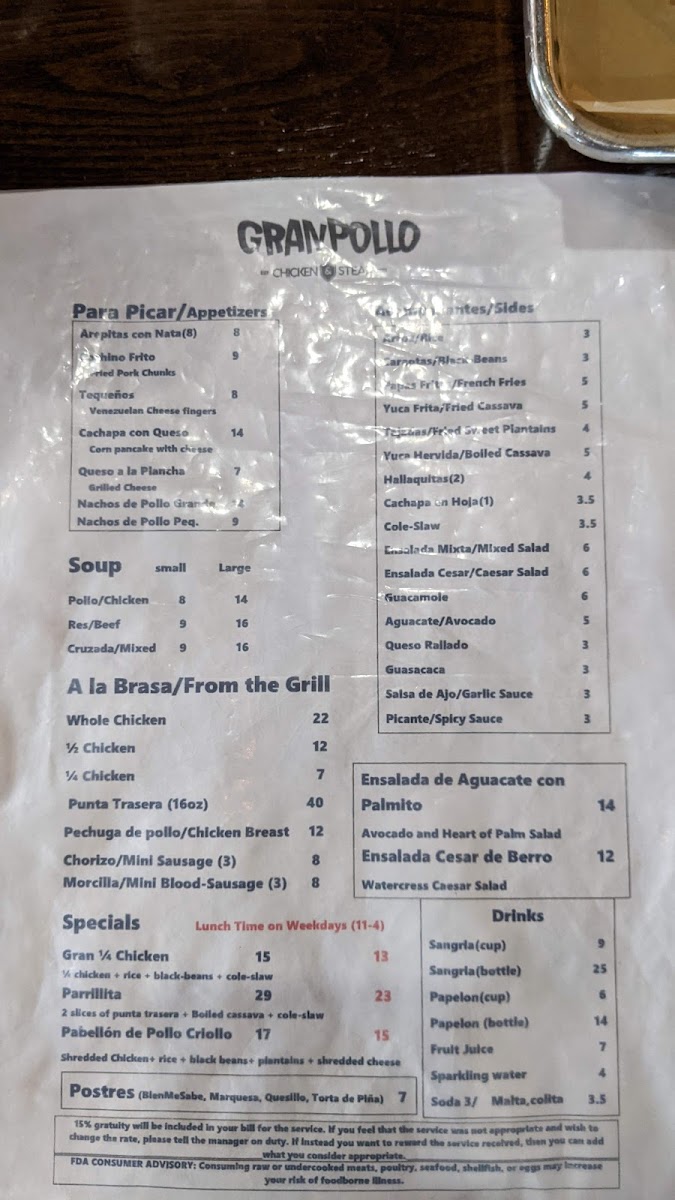 GRANPOLLO
CHICKEN & STEA
Para Picar/Appetizers
Arepitas con Nata(8) 8
Frito 9
Fried Pork Chunks
Tequeños 8
Venezuelan Cheese fingers
Cachapa con Queso 14
Corn pancake with cheese
Queso a la Plancha 7
Grilled Cheese
Nachos de Pollo Grande 14
Nachos de Pollo Peq. 9
Soup small Large
Pollo/Chicken 8 14
Res/Beef 9 16
Cruzada/Mixed 9 16
A la Brasa/From the Grill
Whole Chicken 22
½ Chicken 12
¼ Chicken 7
Punta Trasera (16oz) 40
Pechuga de pollo/Chicken Breast 12
Chorizo/Mini Sausage (3) 8
Morcilla/Mini Blood-Sausage (3) 8
Specials Lunch Time on Weekdays (11-4)
Gran ¼ Chicken 15 13
¼ chicken + rice + black-beans + cole-slaw
Parrillita 29 23
2 slices of punta trasera + Boiled cassava + cole-slaw
Pabellón de Pollo Criollo 17 15
Shredded Chicken+ rice + black beans+ plantains + shredded cheese
Postres (BienMeSabe, Marquesa, Quesillo, Torta de Piña) 7
/Sides
Arroz/Rice 3
/Black Beans 3
Papas /French Fries 5
Yuca Frita/Fried Cassava 5
Tajadas/Fried Sweet Plantains 4
Yuca Hervida/Boiled Cassava 5
Hallaquitas(2) 4
Cachapa en Hoja(1) 3.5
Cole-Slaw 3.5
Ensalada Mixta/Mixed Salad 6
Ensalada Cesar/Caesar Salad 6
Guacamole 6
Aguacate/Avocado 5
Queso Rallado 3
Guasacaca 3
Salsa de Ajo/Garlic Sauce 3
Picante/Spicy Sauce 3
Ensalada de Aguacate con
Palmito 14
Avocado and Heart of Palm Salad
Ensalada Cesar de Berro 12
Watercress Caesar Salad
Drinks
Sangria(cup) 9
Sangria(bottle) 25
Papelon(cup) 6
Papelon (bottle) 14
Fruit Juice 7
Sparkling water 4
Soda 3/ Malta,colita 3.5
15% gratuity will be included in your bill for the service. If you feel that the service was not appropriate and wish to
change the rate, please tell the manager on duty. If instead you want to reward the service received, then you can add
what you consider appropriate.
FDA CONSUMER ADVISORY: Consuming raw or undercooked meats, poultry, seafood, shellfish, or eggs may increase
your risk of foodborne illness.